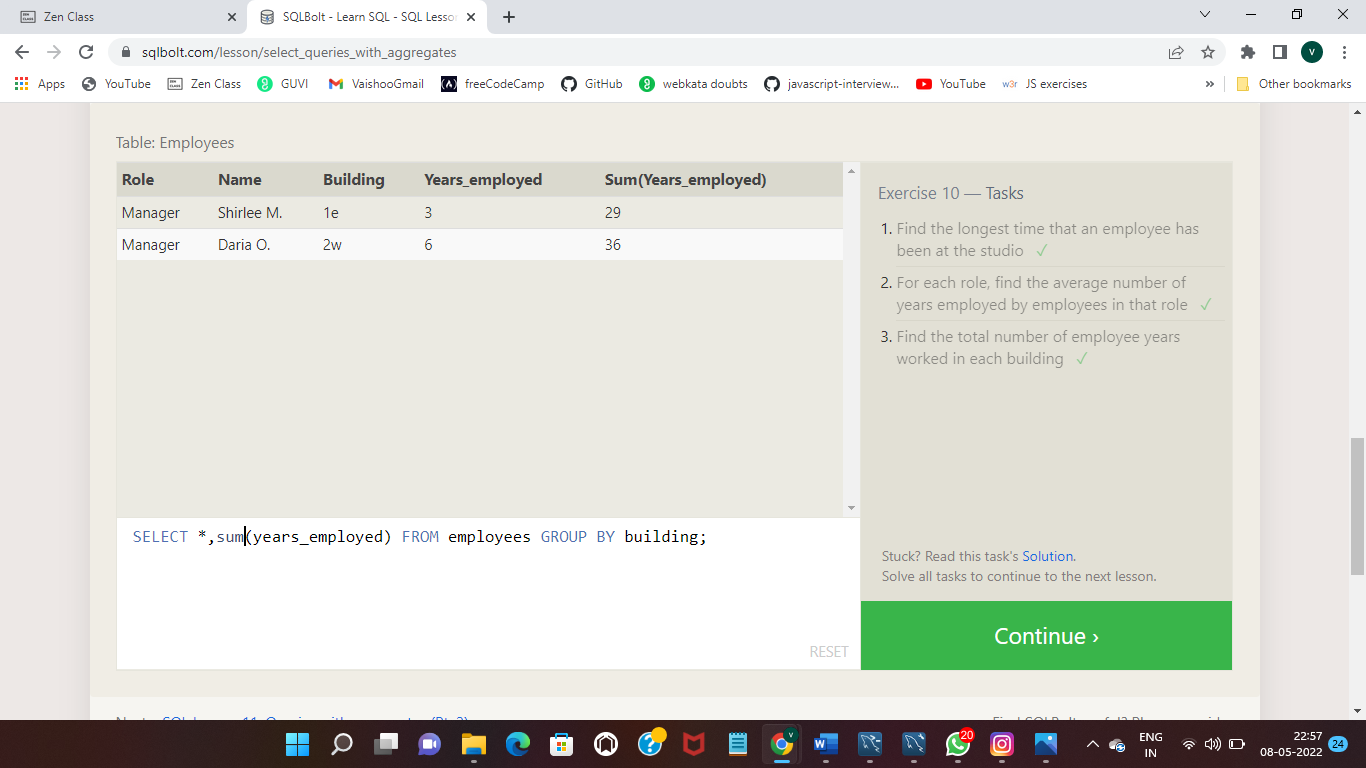 Zen Class
SQLBolt - Learn SQL - SQL Lesson
sqlbolt.com/lesson/select_queries_with_aggregates
V
Apps YouTube Zen Class GUVI VaishooGmail freeCodeCamp GitHub webkata doubts javascript-interview... YouTube w3r JS exercises » Other bookmarks
Table: Employees
Role Name Building Years_employed Sum(Years_employed)
Manager Shirlee M. 1e 3 29
Manager Daria O. 2w 6 36
Exercise 10 — Tasks
1. Find the longest time that an employee has
been at the studio ✓
2. For each role, find the average number of
years employed by employees in that role ✓
3. Find the total number of employee years
worked in each building ✓
SELECT *,sum(years_employed) FROM employees GROUP BY building;
RESET
Stuck? Read this task's Solution.
Solve all tasks to continue to the next lesson.
Continue ›
20
ENG
IN
22:57
08-05-2022
24